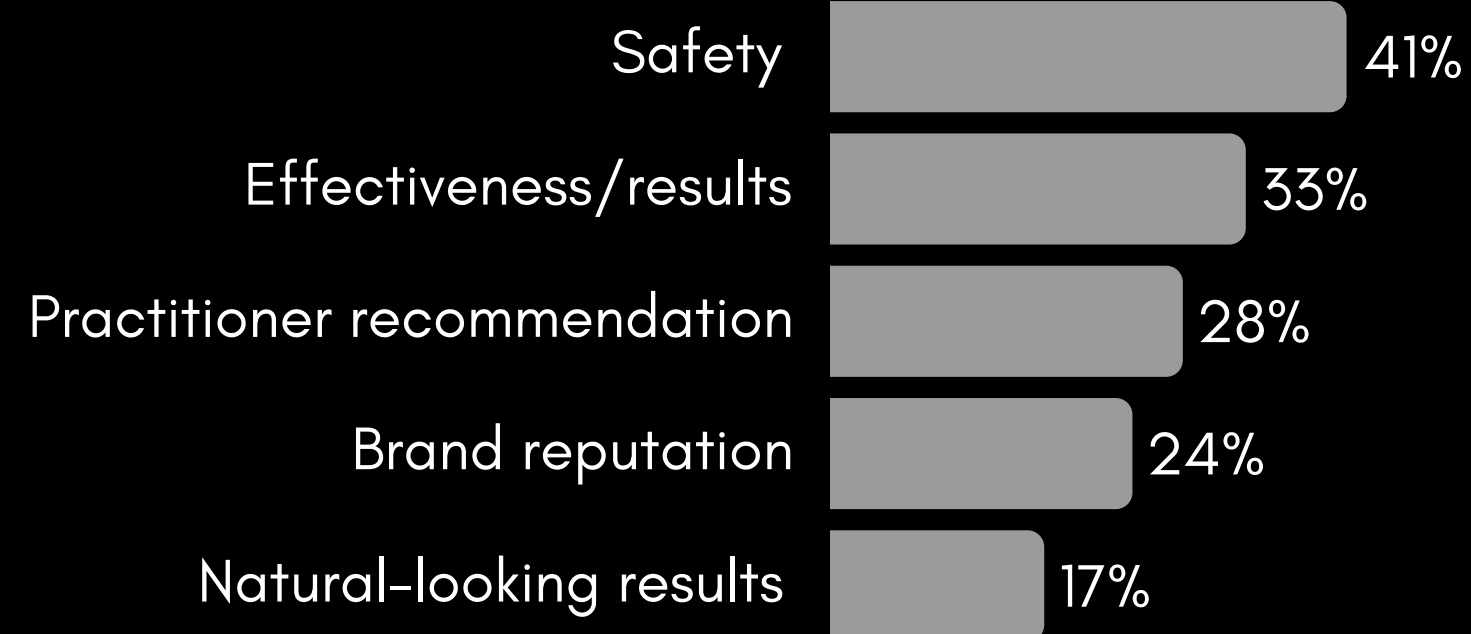 Safety 41%
Effectiveness/results 33%
Practitioner recommendation 28%
Brand reputation 24%
Natural-looking results 17%